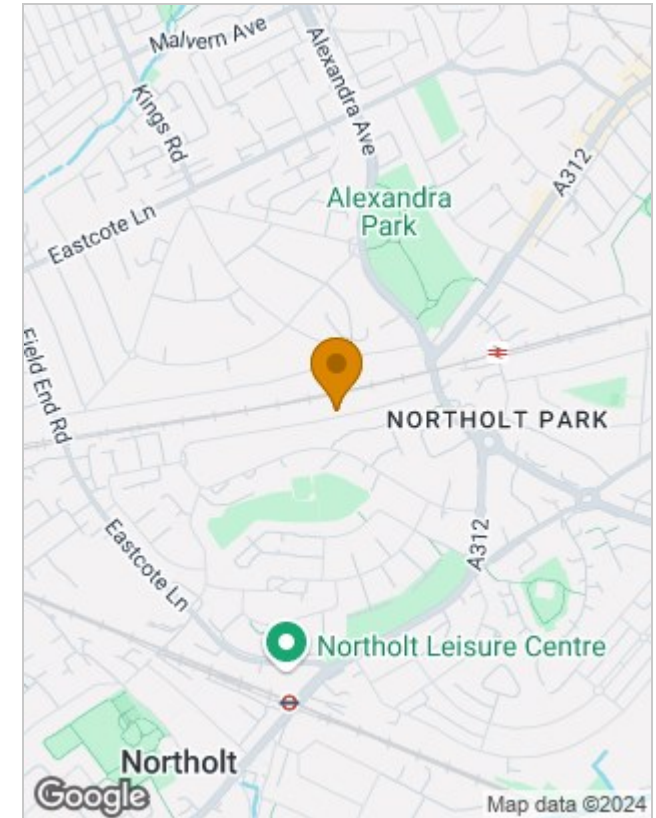 Malvern Ave
Alexandra Ave
Kings Rd
A312
Alexandra
Park
Eastcote Ln
Field End Rd
NORTHOLT PARK
A312
Eastcote Ln
Northolt Leisure Centre
Northolt
Google
Map data ©2024